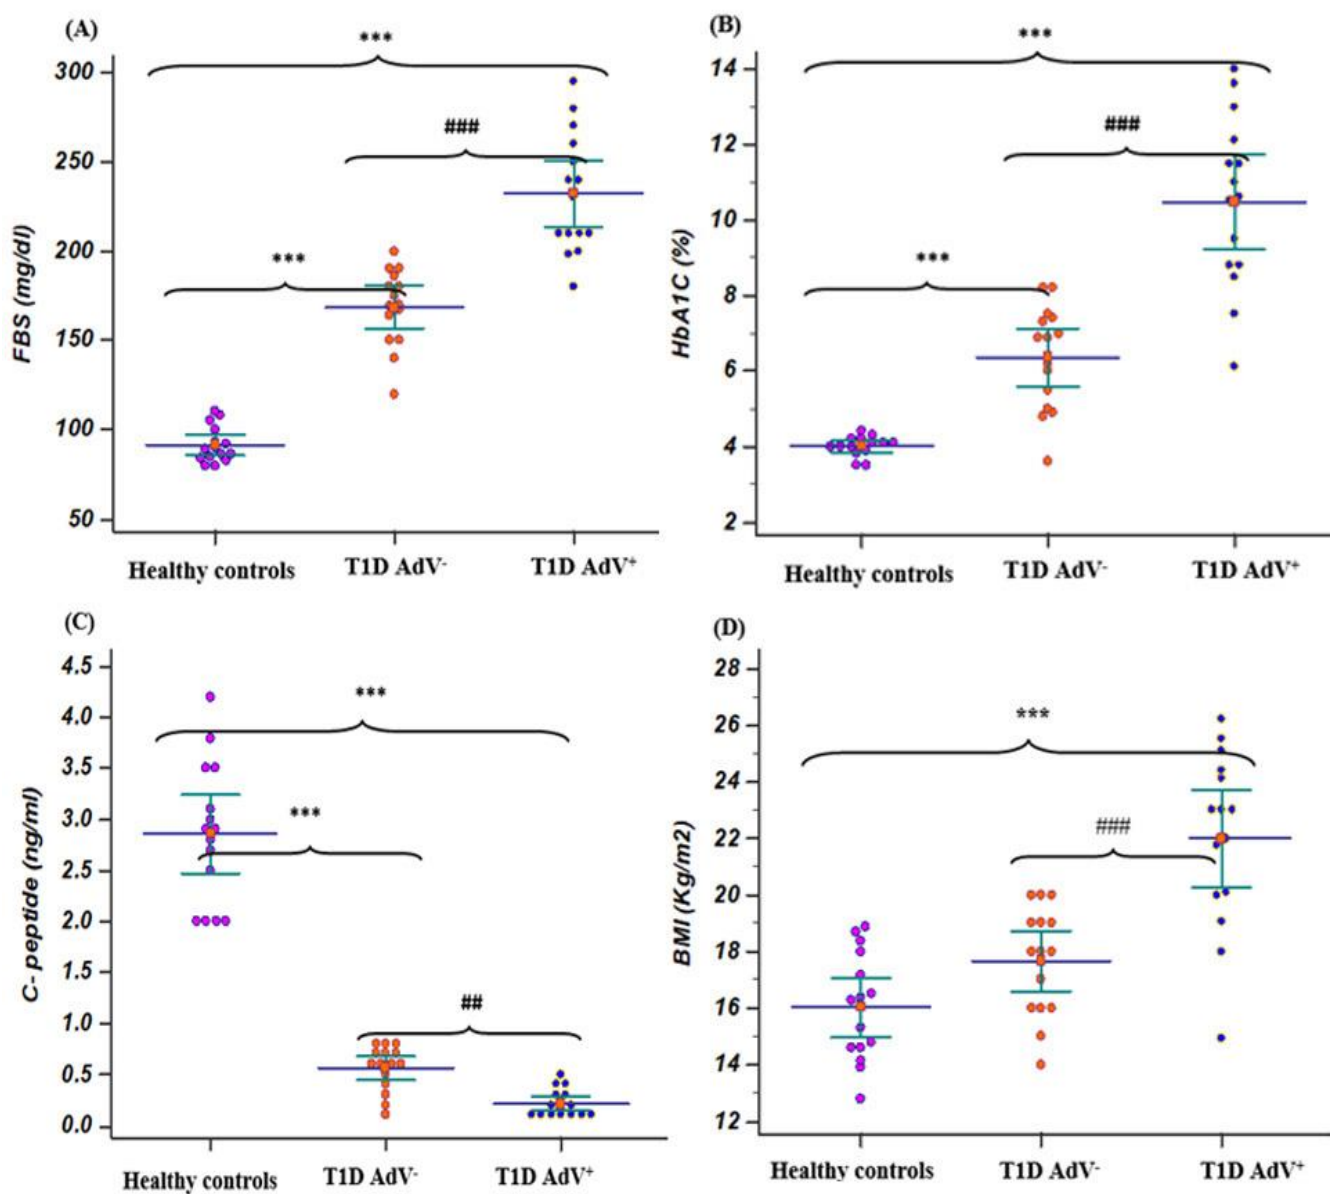 (A)
***
300
###
250
200
***
150
100
50
FBS (mg/dl)
Healthy controls
T1D AdV-
T1D AdV+
(B)
***
14
###
12
10
***
8
6
4
2
HbA1C (%)
Healthy controls
T1D AdV-
T1D AdV+
(C)
4.5
***
4.0
3.5
***
3.0
2.5
2.0
1.5
##
1.0
0.5
0.0
C- peptide (ng/ml)
Healthy controls
T1D AdV-
T1D AdV+
(D)
28
***
26
24
###
22
20
18
16
14
12
BMI (Kg/m2)
Healthy controls
T1D AdV-
T1D AdV+